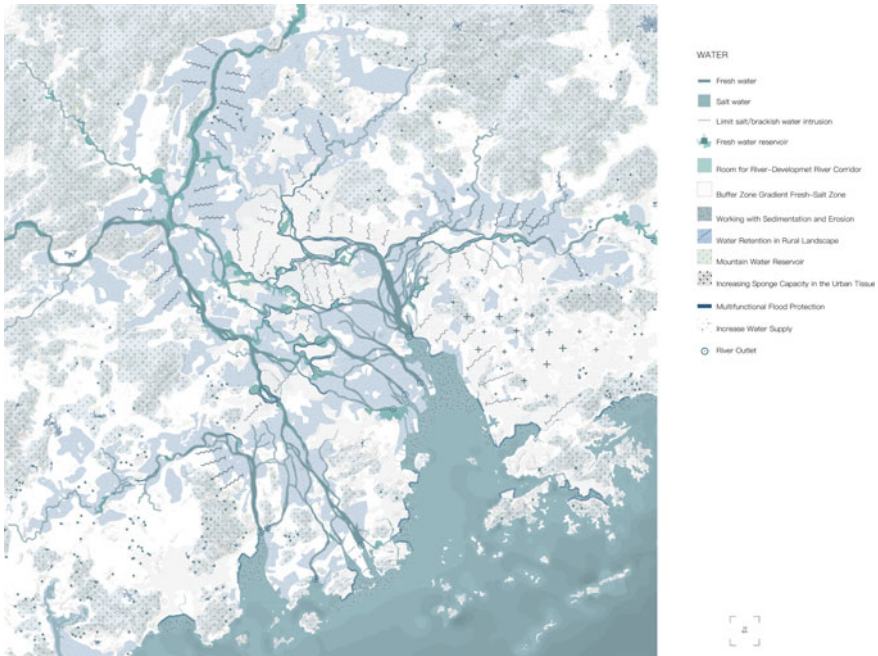 WATER
Fresh water
Salt water
Limit salt/brackish water intrusion
Fresh water reservoir
Room for River-Developmet River Corridor
Buffer Zone Gradient Fresh-Salt Zone
Working with Sedimentation and Erosion
Water Retention in Rural Landscape
Mountain Water Reservoir
Increasing Sponge Capacity in the Urban Tissue
Multifunctional Flood Protection
Increase Water Supply
River Outlet